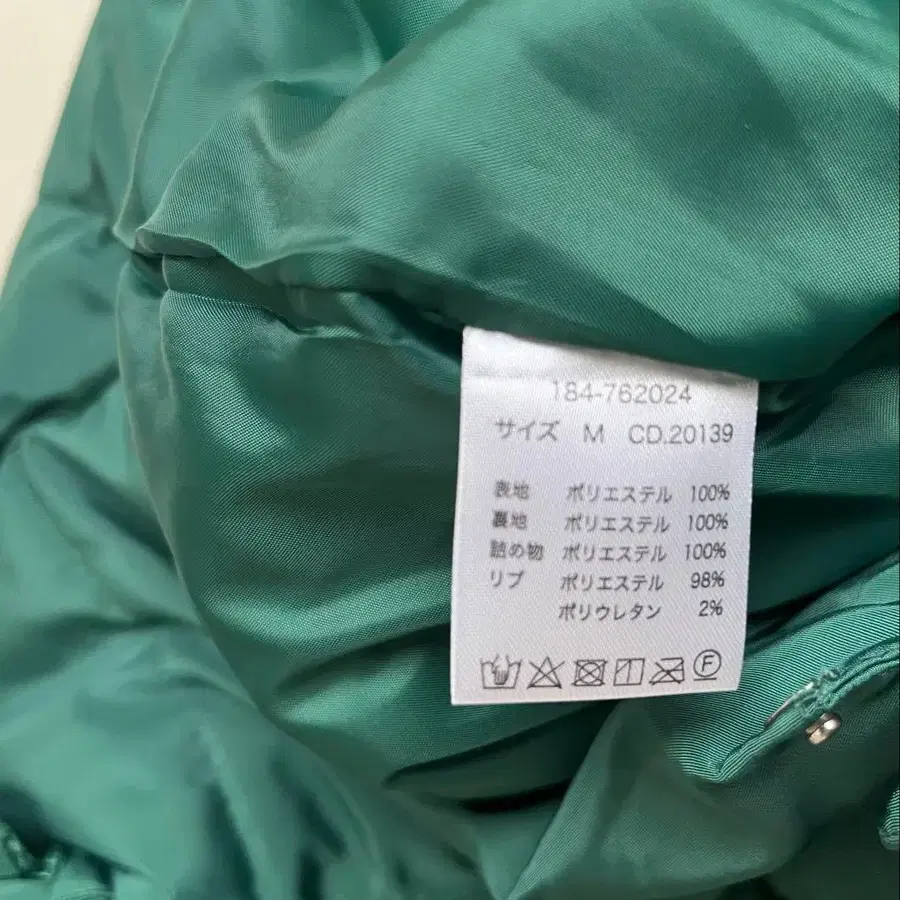 184-762024
サイズ M CD.20139
表地 ポリエステル 100%
裏地 ポリエステル 100%
詰め物 ポリエステル 100%
リブ ポリエステル 98%
ポリウレタン 2%
F